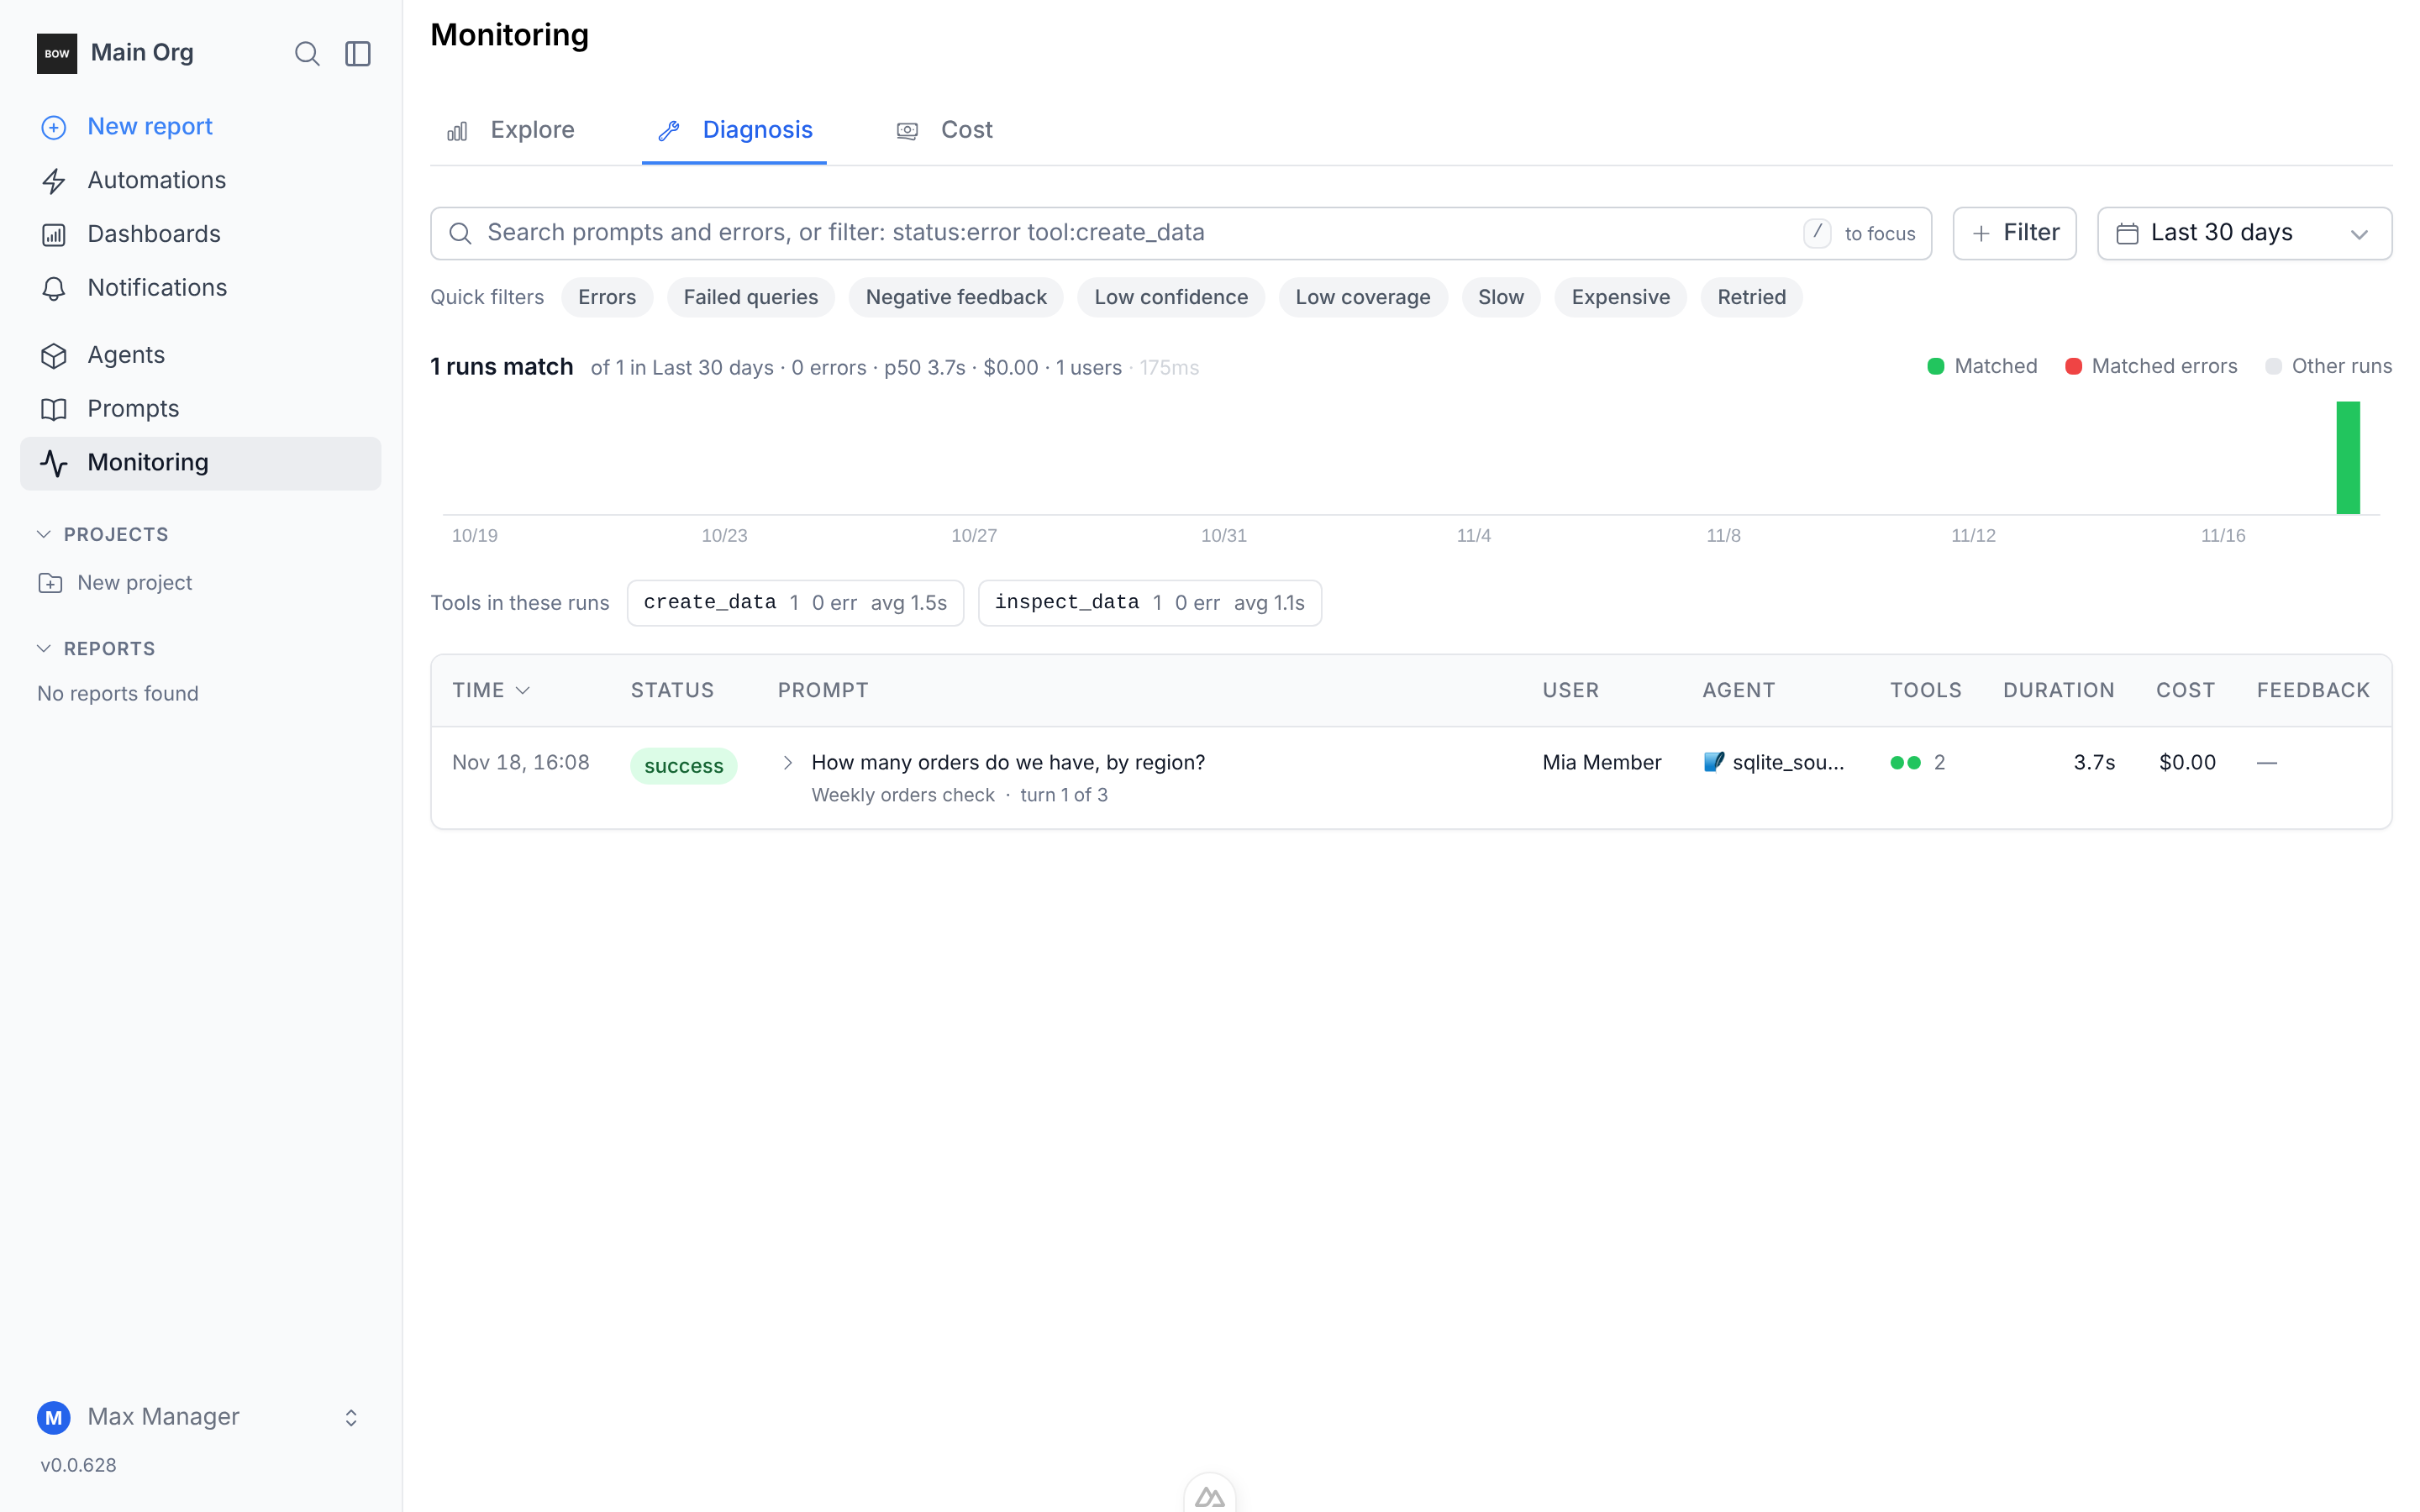 BOW Main Org
New report
Automations
Dashboards
Notifications
Agents
Prompts
Monitoring
PROJECTS
New project
REPORTS
No reports found
M Max Manager
v0.0.628
Monitoring
Explore Diagnosis Cost
Search prompts and errors, or filter: status:error tool:create_data / to focus + Filter Last 30 days
Quick filters Errors Failed queries Negative feedback Low confidence Low coverage Slow Expensive Retried
1 runs match of 1 in Last 30 days · 0 errors · p50 3.7s · $0.00 · 1 users · 175ms Matched Matched errors Other runs
10/19 10/23 10/27 10/31 11/4 11/8 11/12 11/16
Tools in these runs create_data 1 0 err avg 1.5s inspect_data 1 0 err avg 1.1s
TIME STATUS PROMPT USER AGENT TOOLS DURATION COST FEEDBACK
Nov 18, 16:08 success How many orders do we have, by region? Mia Member sqlite_sou... 2 3.7s $0.00 —
Weekly orders check · turn 1 of 3